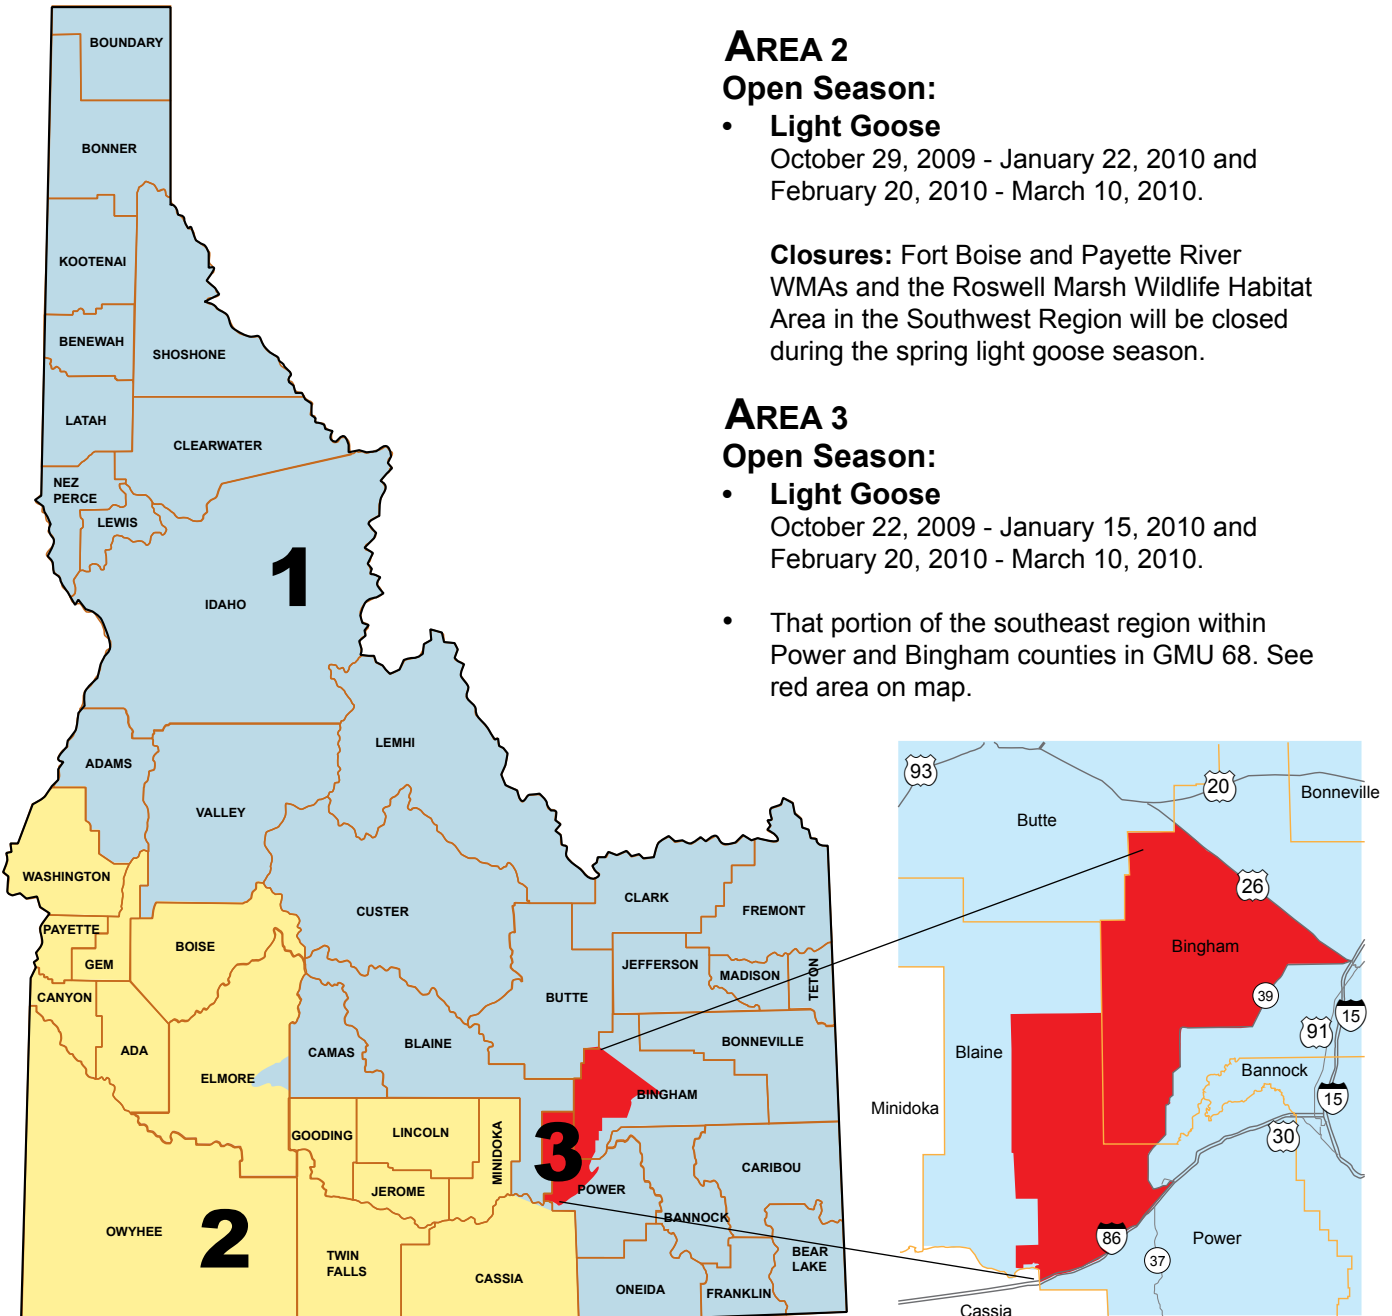 AREA 2
Open Season:
• Light Goose
October 29, 2009 - January 22, 2010 and
February 20, 2010 - March 10, 2010.
Closures: Fort Boise and Payette River
WMAs and the Roswell Marsh Wildlife Habitat
Area in the Southwest Region will be closed
during the spring light goose season.
AREA 3
Open Season:
• Light Goose
October 22, 2009 - January 15, 2010 and
February 20, 2010 - March 10, 2010.
• That portion of the southeast region within
Power and Bingham counties in GMU 68. See
red area on map.
BOUNDARY
BONNER
KOOTENAI
BENEWAH
SHOSHONE
LATAH
CLEARWATER
NEZ
PERCE
LEWIS
1
IDAHO
LEMHI
ADAMS
VALLEY
WASHINGTON
CUSTER
CLARK
FREMONT
PAYETTE
BOISE
GEM
JEFFERSON
MADISON
TETON
CANYON
BUTTE
ADA
CAMAS
BLAINE
BONNEVILLE
ELMORE
BINGHAM
GOODING
LINCOLN
MINIDOKA
3
CARIBOU
JEROME
POWER
BANNOCK
OWYHEE
2
TWIN
FALLS
CASSIA
BEAR
LAKE
ONEIDA
FRANKLIN
93
20
Bonneville
Butte
26
Bingham
39
15
91
Blaine
Bannock
15
Minidoka
30
86
Power
37
Cassia